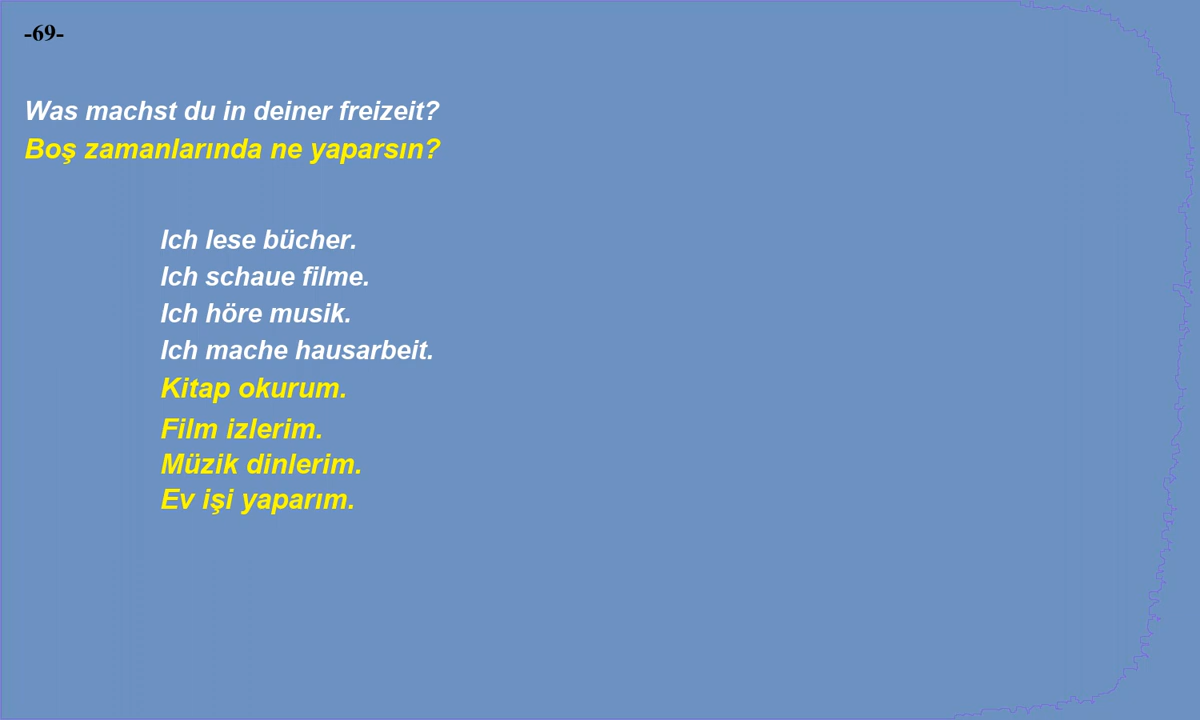 -69-
Was machst du in deiner freizeit?
Boş zamanlarında ne yaparsın?
Ich lese bücher.
Ich schaue filme.
Ich höre musik.
Ich mache hausarbeit.
Kitap okurum.
Film izlerim.
Müzik dinlerim.
Ev işi yaparım.